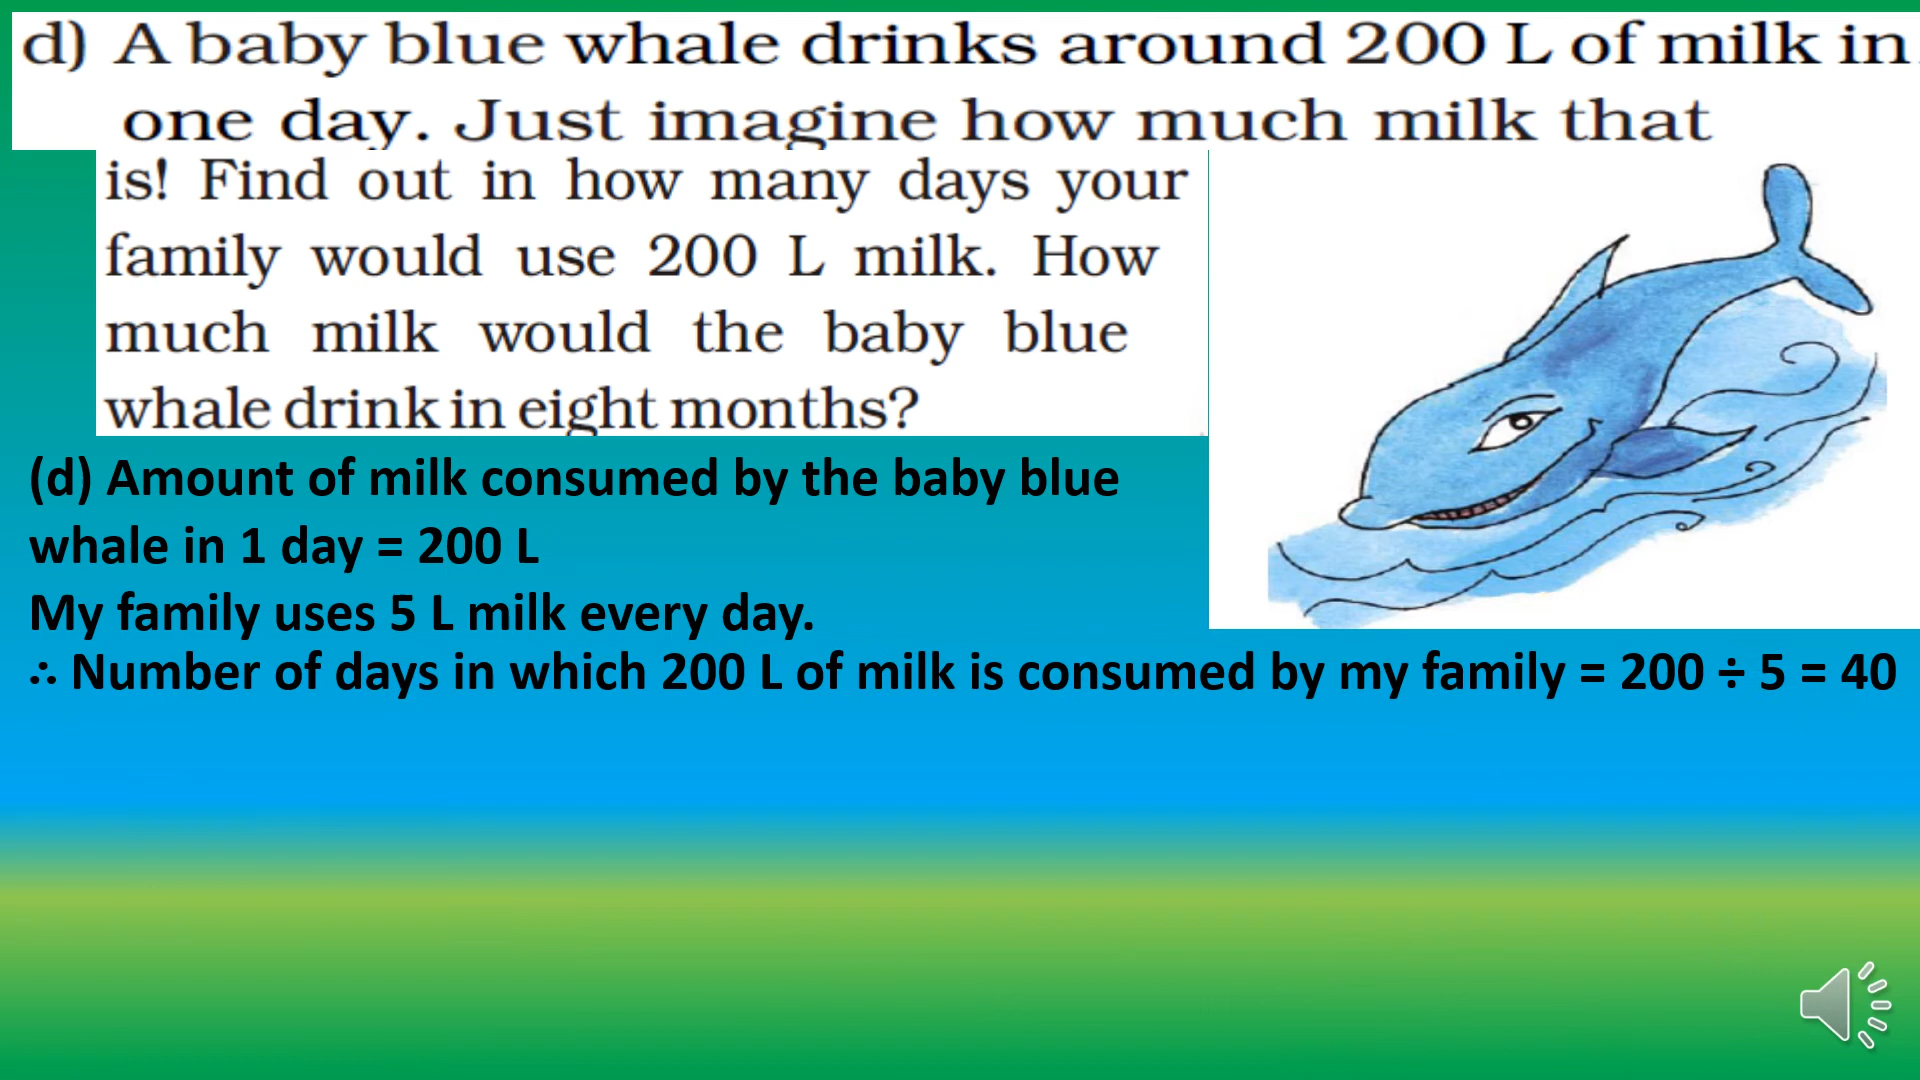 d) A baby blue whale drinks around 200 L of milk in
one day. Just imagine how much milk that
is! Find out in how many days your
family would use 200 L milk. How
much milk would the baby blue
whale drink in eight months?
(d) Amount of milk consumed by the baby blue
whale in 1 day = 200 L
My family uses 5 L milk every day.
∴ Number of days in which 200 L of milk is consumed by my family = 200 ÷ 5 = 40